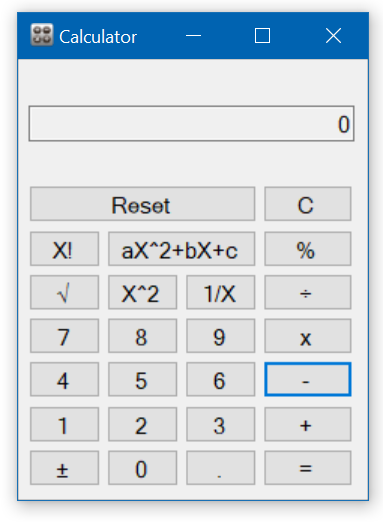 Calculator
0
Reset C
X! aX^2+bX+c %
√ X^2 1/X ÷
7 8 9 x
4 5 6 -
1 2 3 +
± 0 . =